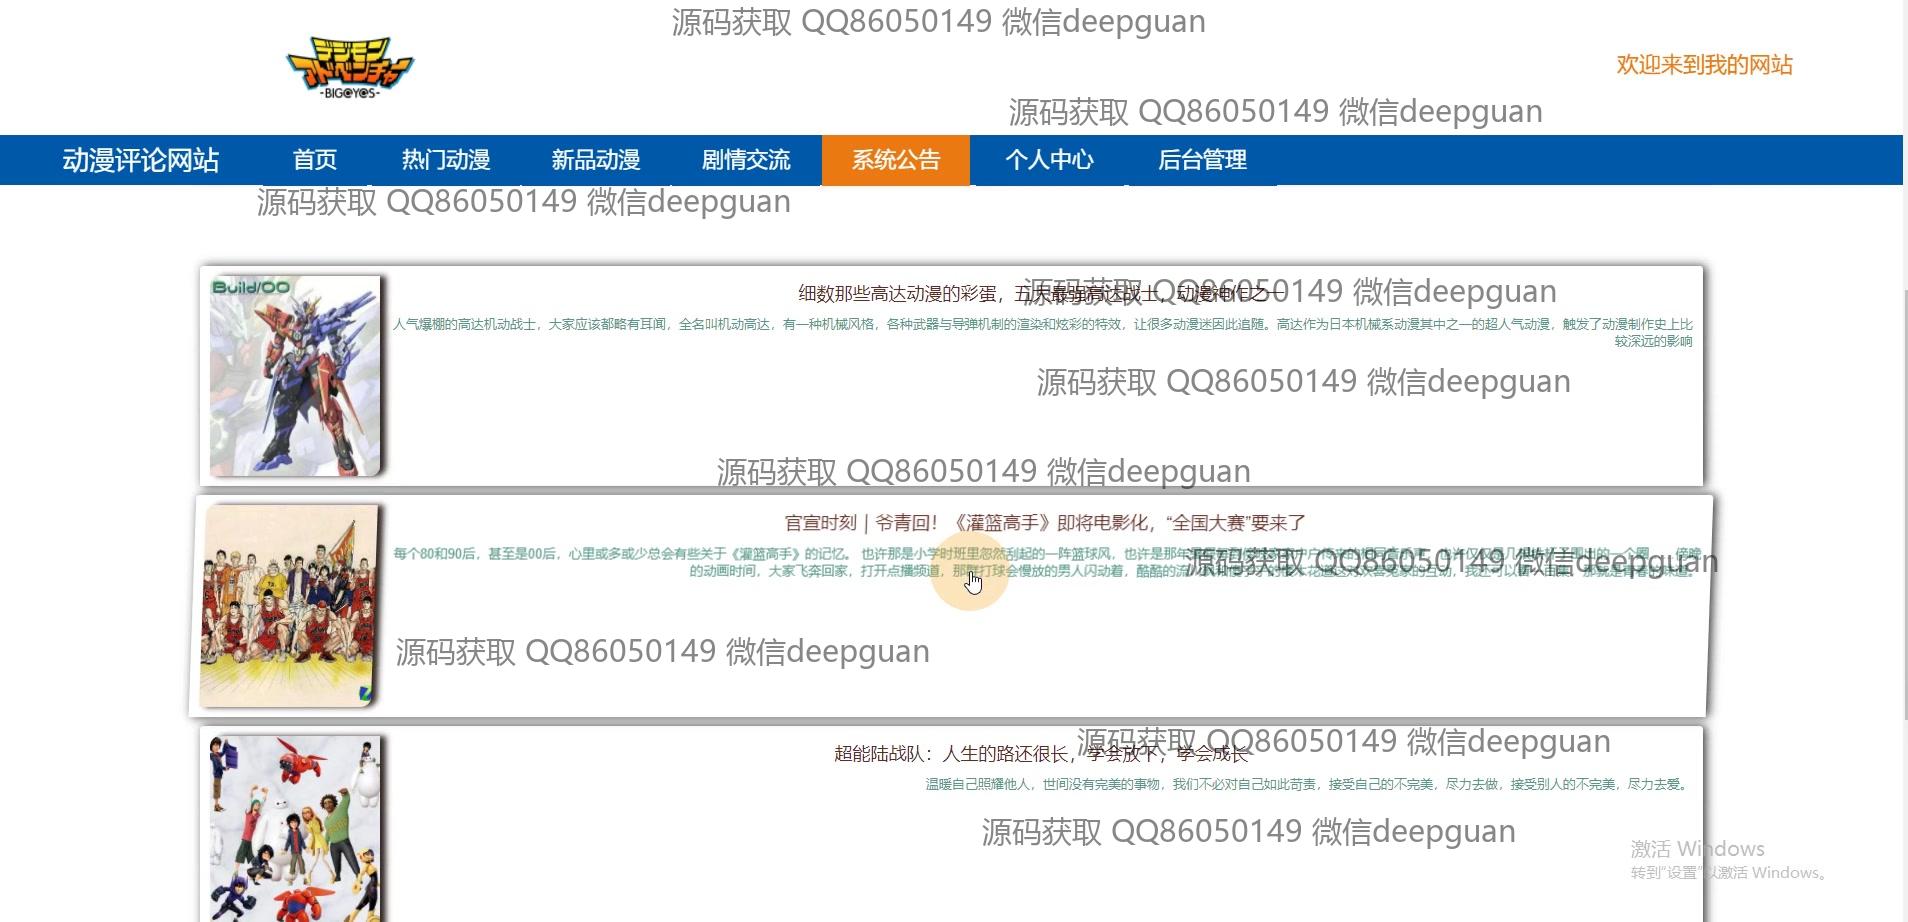 源码获取 QQ86050149 微信deepguan
デジモン
アドベンチャー
-BIG@Y@S-
欢迎来到我的网站
源码获取 QQ86050149 微信deepguan
动漫评论网站 首页 热门动漫 新品动漫 剧情交流 系统公告 个人中心 后台管理
源码获取 QQ86050149 微信deepguan
Build/OO
细数那些高达动漫的彩蛋，五大最强高达战士，动漫神作之一
源码获取 QQ86050149 微信deepguan
人气爆棚的高达机动战士，大家应该都略有耳闻，全名叫机动高达，有一种机械风格，各种武器与导弹机制的渲染和炫彩的特效，让很多动漫迷因此追随。高达作为日本机械系动漫其中之一的超人气动漫，触发了动漫制作史上比
较深远的影响
源码获取 QQ86050149 微信deepguan
源码获取 QQ86050149 微信deepguan
官宣时刻｜爷青回！《灌篮高手》即将电影化，“全国大赛”要来了
每个80和90后，甚至是00后，心里或多或少总会有些关于《灌篮高手》的记忆。 也许那是小学时班里忽然刮起的一阵篮球风，也许是那年
源码获取 QQ86050149 微信deepguan
的动画时间，大家飞奔回家，打开点播频道，那群打球会慢放的男人闪动着，酷酷的流
源码获取 QQ86050149 微信deepguan
超能陆战队：人生的路还很长，学会放下，学会成长
源码获取 QQ86050149 微信deepguan
温暖自己照耀他人，世间没有完美的事物，我们不必对自己如此苛责，接受自己的不完美，尽力去做，接受别人的不完美，尽力去爱。
源码获取 QQ86050149 微信deepguan
激活 Windows
转到“设置”以激活 Windows。